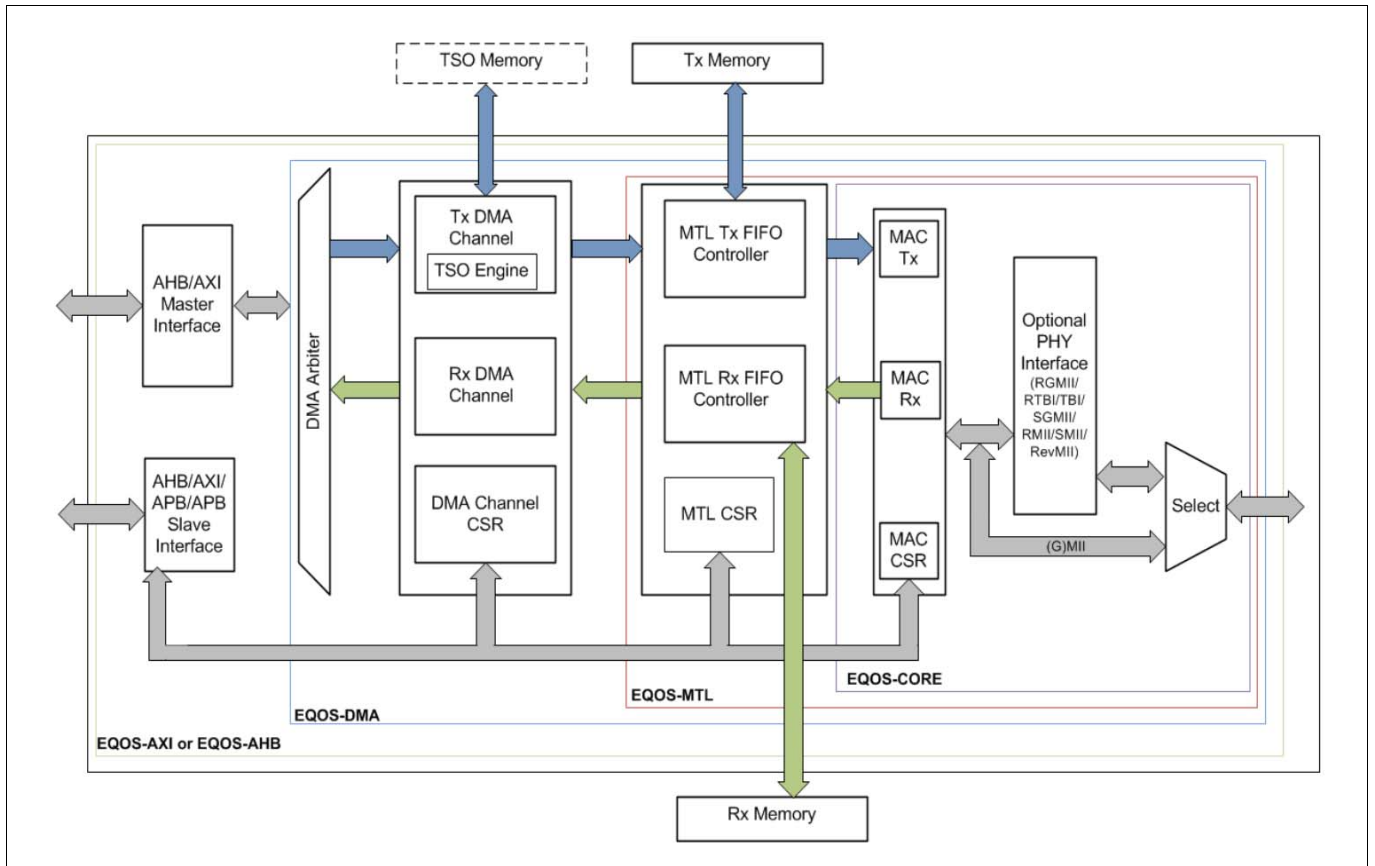 TSO Memory
Tx Memory
AHB/AXI
Master
Interface
AHB/AXI/
APB/APB
Slave
Interface
DMA Arbiter
Tx DMA
Channel
TSO Engine
Rx DMA
Channel
DMA Channel
CSR
MTL Tx FIFO
Controller
MTL Rx FIFO
Controller
MTL CSR
MAC
Tx
MAC
Rx
MAC
CSR
Optional
PHY
Interface
(RGMII/
RTBI/TBI/
SGMII/
RMII/SMII/
RevMII)
Select
(G)MII
EQOS-CORE
EQOS-MTL
EQOS-DMA
EQOS-AXI or EQOS-AHB
Rx Memory